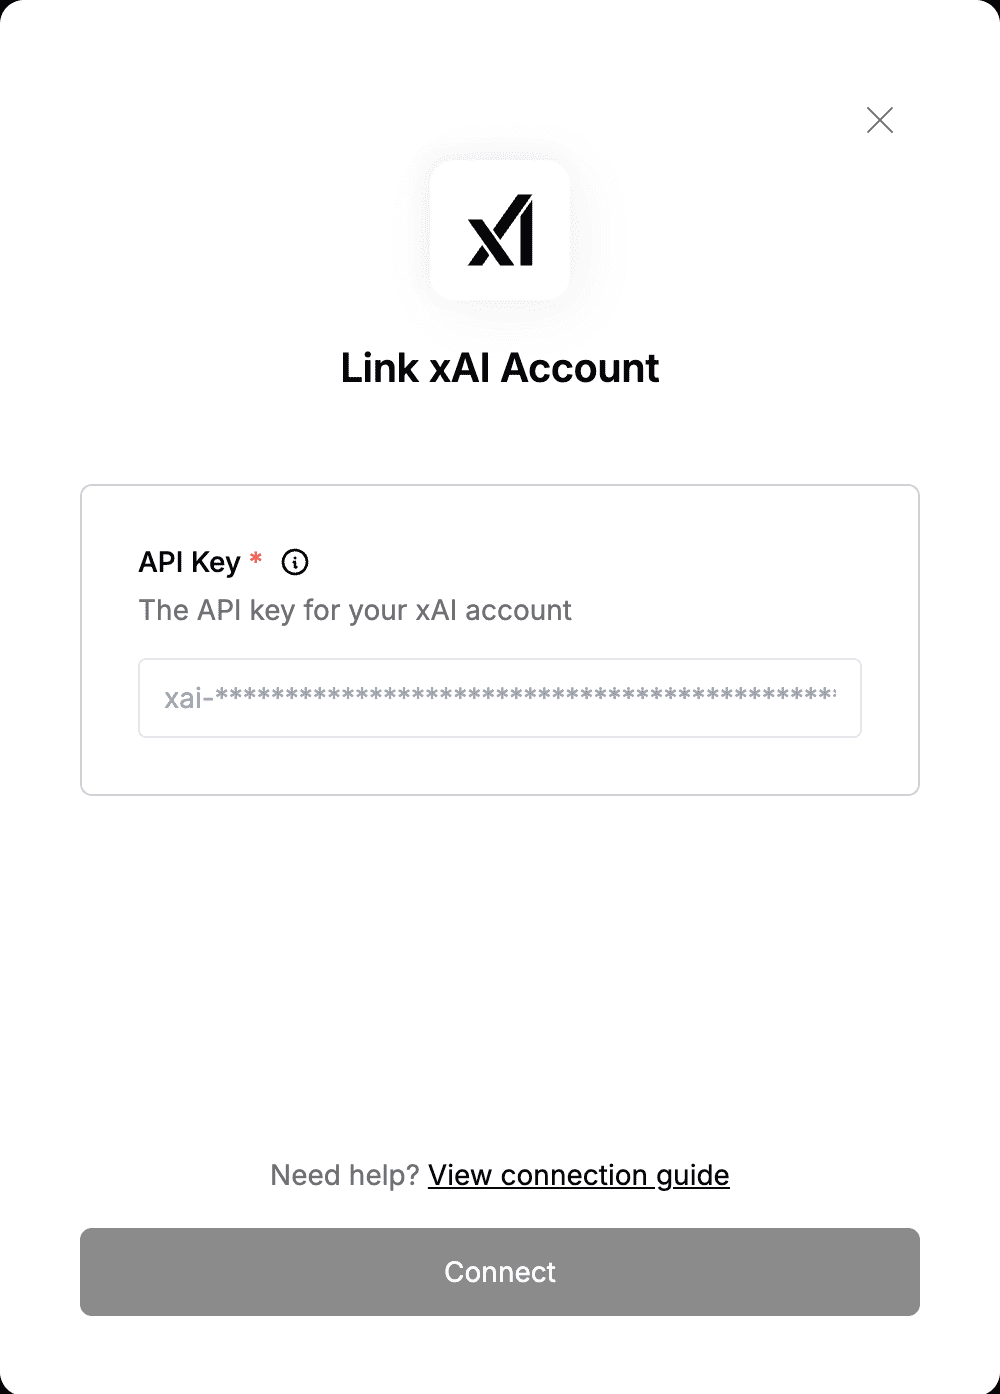 xAI
Link xAI Account
API Key *
The API key for your xAI account
xai-********************************************
Need help? View connection guide
Connect